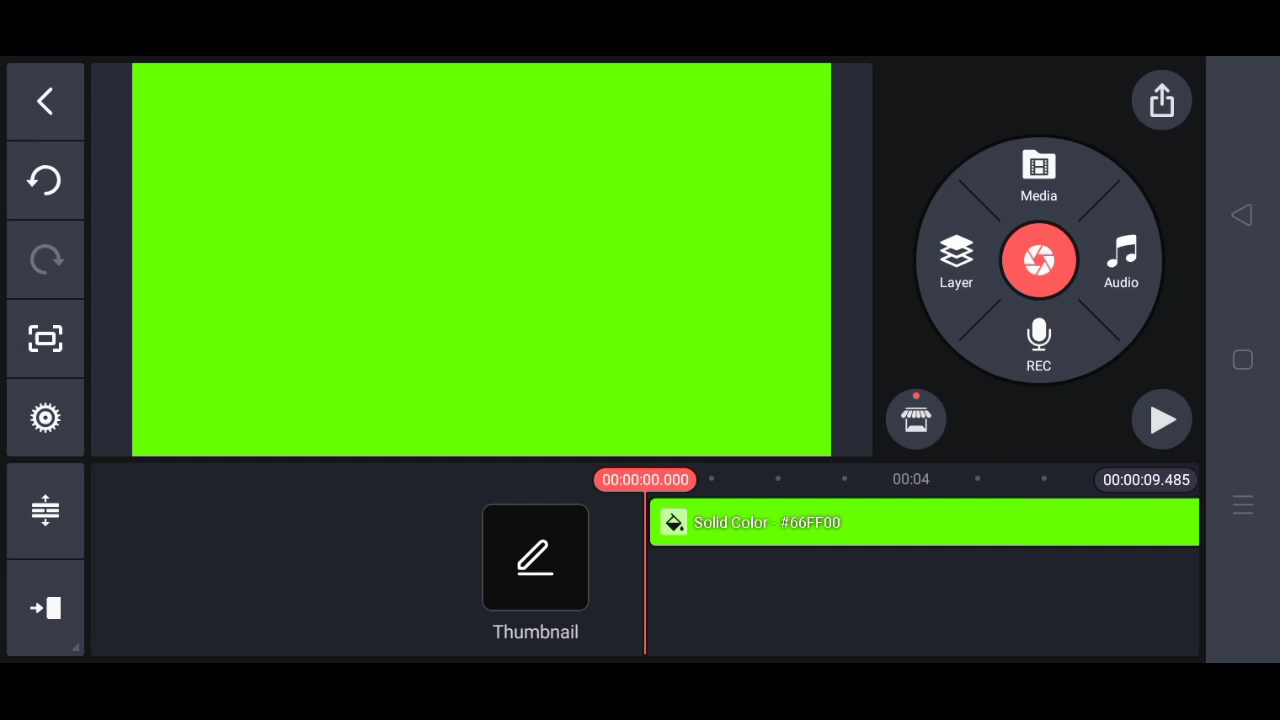 Media
Layer
Audio
REC
00:00:00.000
00:04
00:00:09.485
Solid Color - #66FF00
Thumbnail